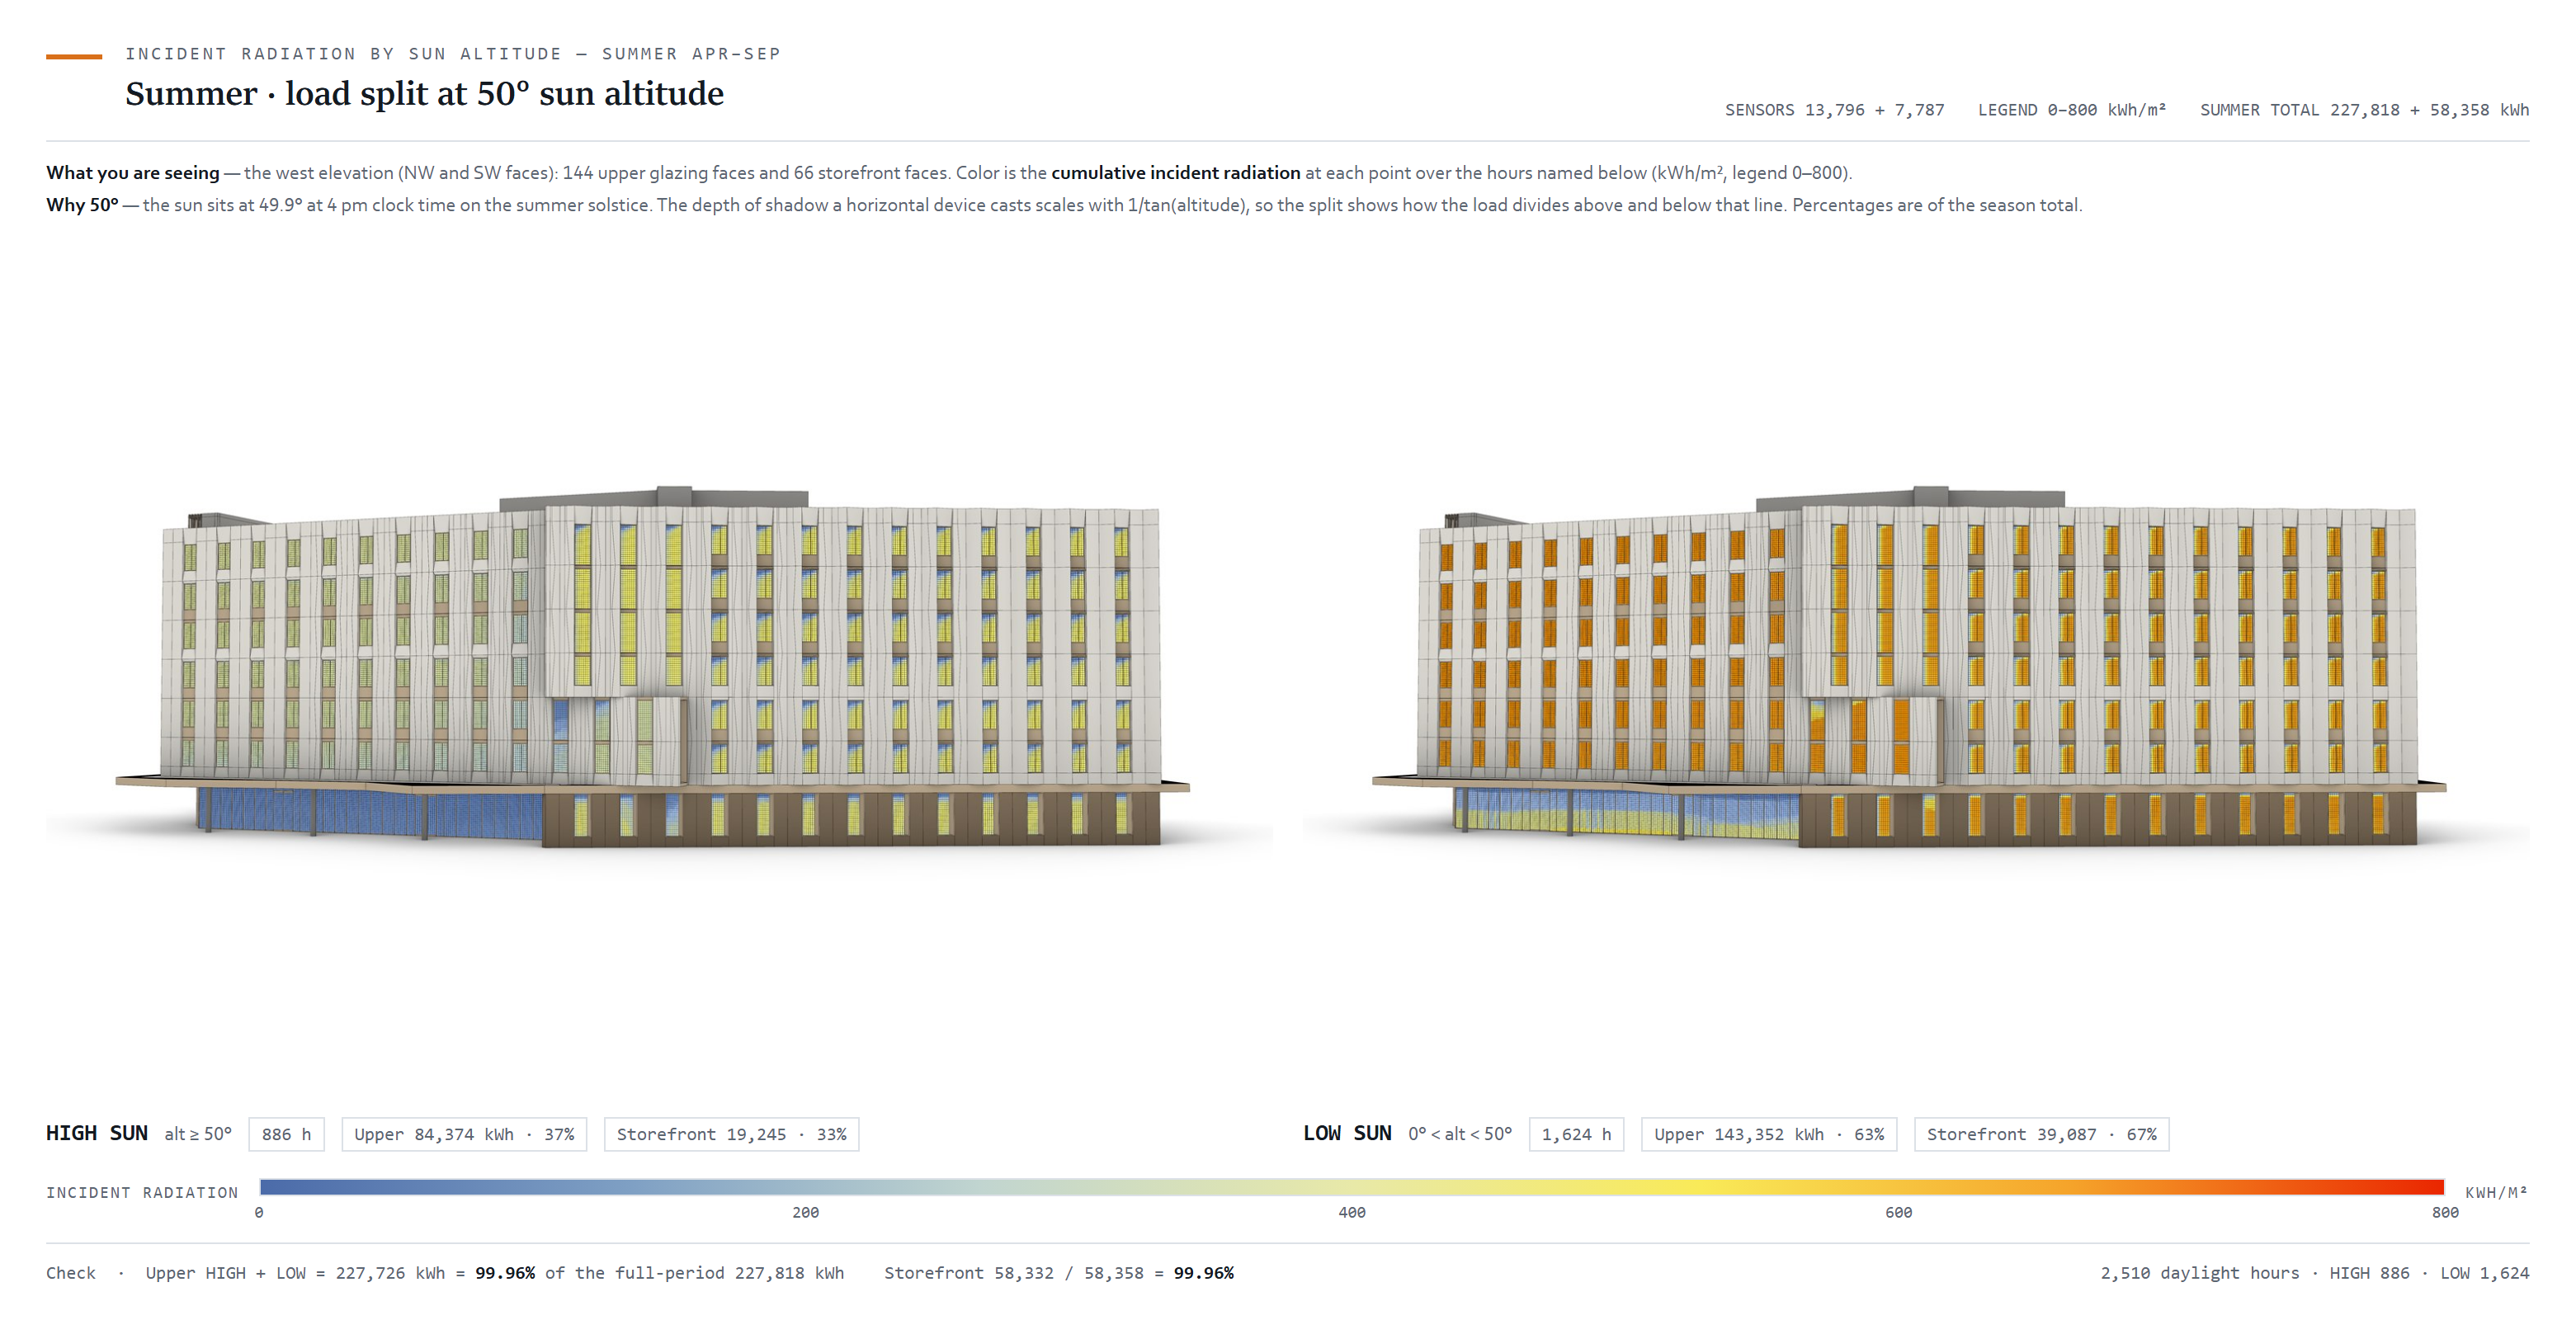 INCIDENT RADIATION BY SUN ALTITUDE — SUMMER APR–SEP
Summer · load split at 50° sun altitude
SENSORS 13,796 + 7,787 LEGEND 0–800 kWh/m² SUMMER TOTAL 227,818 + 58,358 kWh
What you are seeing — the west elevation (NW and SW faces): 144 upper glazing faces and 66 storefront faces. Color is the cumulative incident radiation at each point over the hours named below (kWh/m², legend 0–800).
Why 50° — the sun sits at 49.9° at 4 pm clock time on the summer solstice. The depth of shadow a horizontal device casts scales with 1/tan(altitude), so the split shows how the load divides above and below that line. Percentages are of the season total.
HIGH SUN alt ≥ 50° 886 h Upper 84,374 kWh · 37% Storefront 19,245 · 33%
LOW SUN 0° < alt < 50° 1,624 h Upper 143,352 kWh · 63% Storefront 39,087 · 67%
INCIDENT RADIATION KWH/M²
0 200 400 600 800
Check · Upper HIGH + LOW = 227,726 kWh = 99.96% of the full-period 227,818 kWh Storefront 58,332 / 58,358 = 99.96%
2,510 daylight hours · HIGH 886 · LOW 1,624